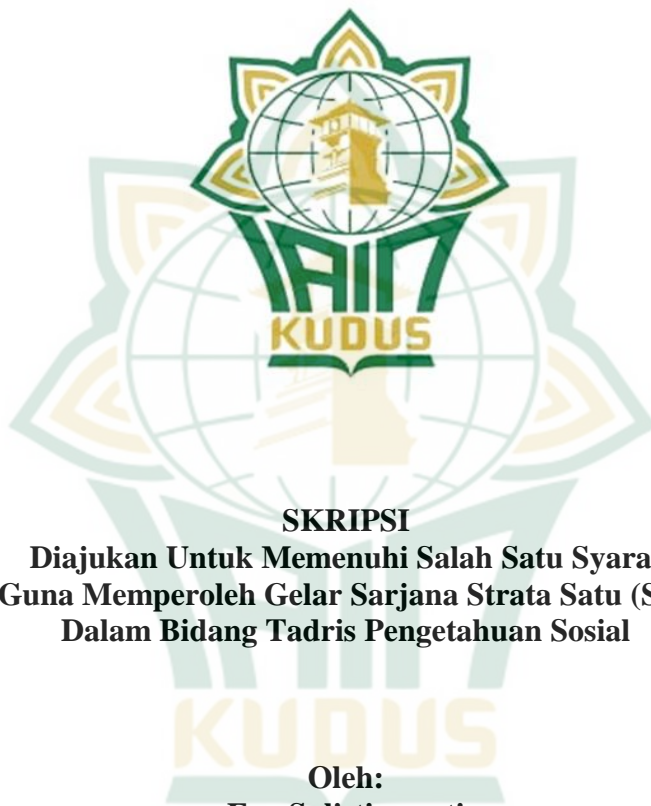 IAIN
KUDUS
SKRIPSI
Diajukan Untuk Memenuhi Salah Satu Syara
Guna Memperoleh Gelar Sarjana Strata Satu (S
Dalam Bidang Tadris Pengetahuan Sosial
KUDUS
Oleh: